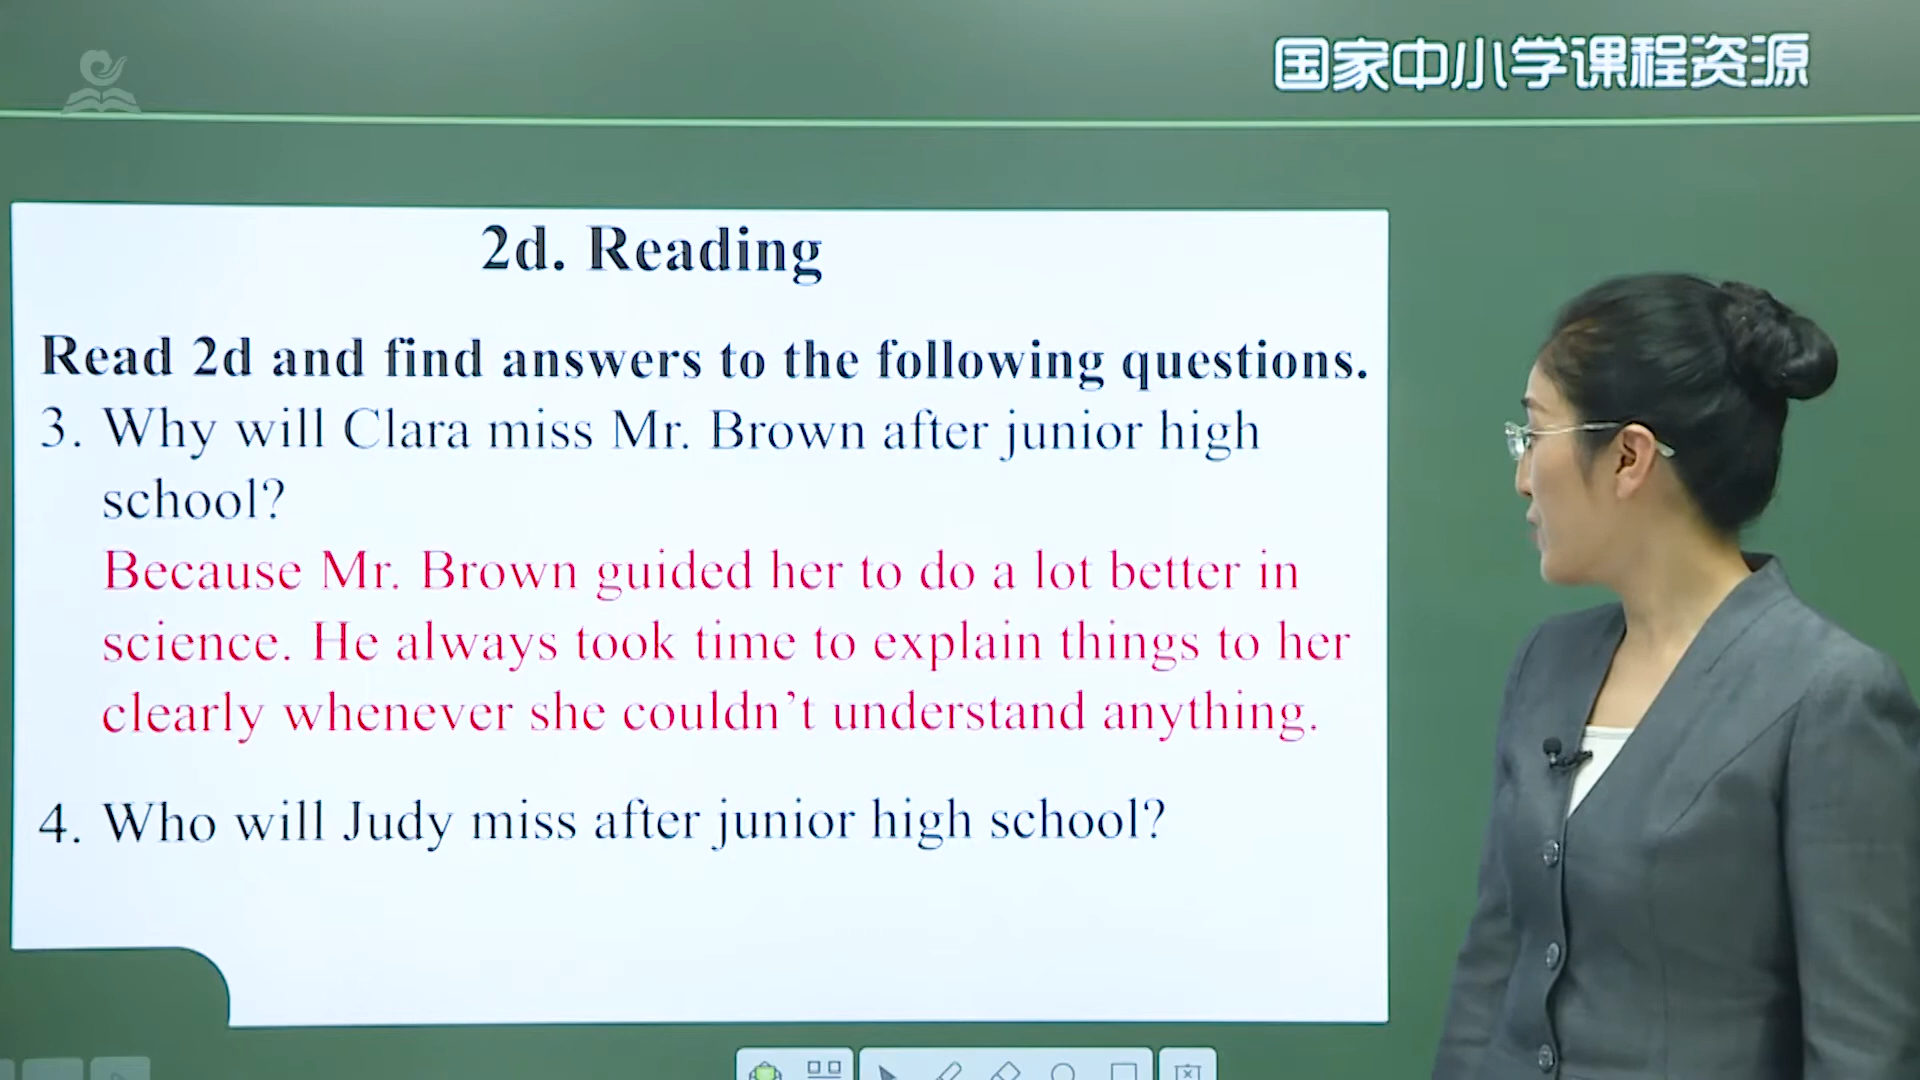 国家中小学课程资源
2d. Reading
Read 2d and find answers to the following questions.
3. Why will Clara miss Mr. Brown after junior high
school?
Because Mr. Brown guided her to do a lot better in
science. He always took time to explain things to her
clearly whenever she couldn't understand anything.
4. Who will Judy miss after junior high school?